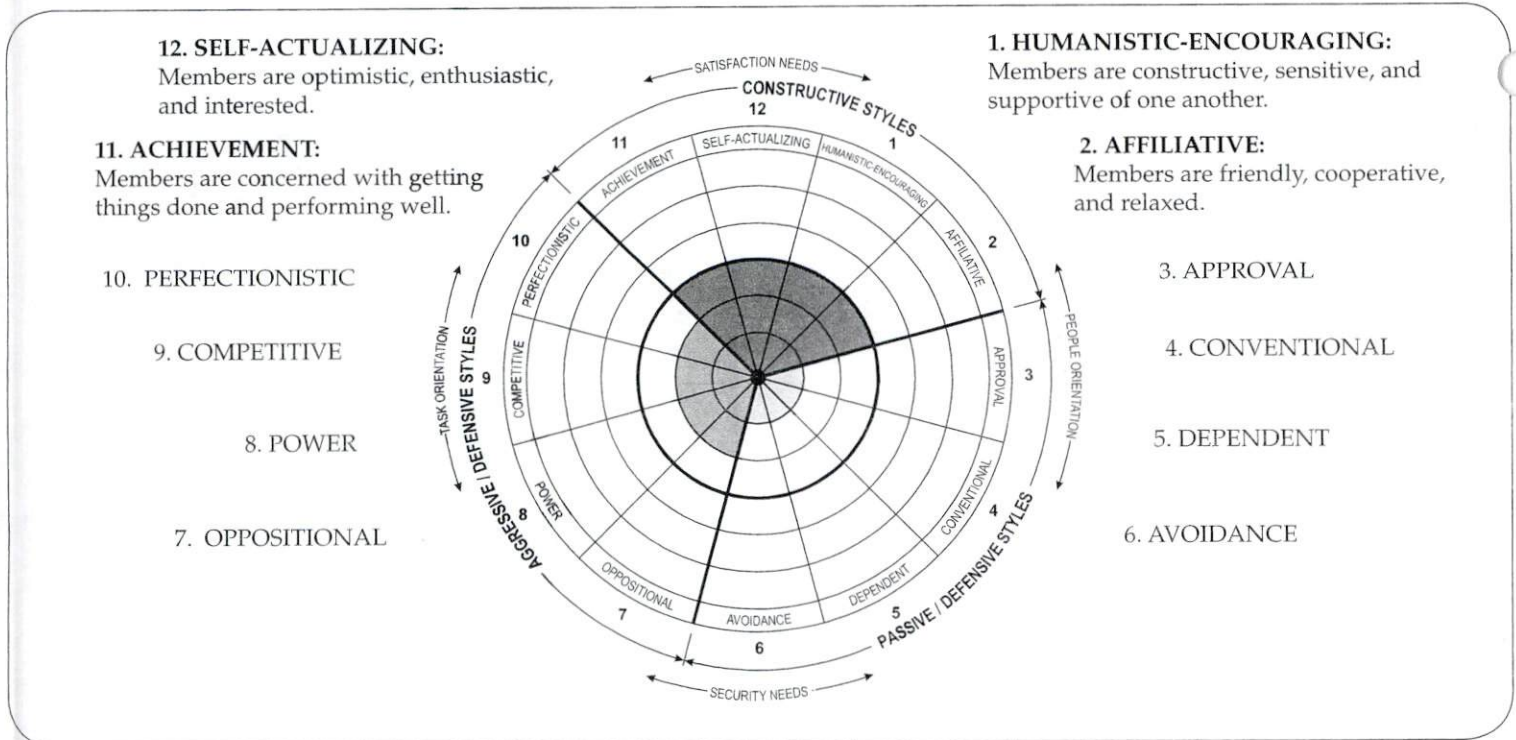 12. SELF-ACTUALIZING:
Members are optimistic, enthusiastic,
and interested.
11. ACHIEVEMENT:
Members are concerned with getting
things done and performing well.
10. PERFECTIONISTIC
9. COMPETITIVE
8. POWER
7. OPPOSITIONAL
SATISFACTION NEEDS
CONSTRUCTIVE STYLES
12
11
1
SELF-ACTUALIZING
HUMANISTIC-ENCOURAGING
ACHIEVEMENT
10
2
PERFECTIONISTIC
AFFILIATIVE
TASK ORIENTATION
AGGRESSIVE / DEFENSIVE STYLES
9
COMPETITIVE
APPROVAL
3
PEOPLE ORIENTATION
8
POWER
CONVENTIONAL
4
PASSIVE / DEFENSIVE STYLES
OPPOSITIONAL
7
AVOIDANCE
6
DEPENDENT
5
SECURITY NEEDS
1. HUMANISTIC-ENCOURAGING:
Members are constructive, sensitive, and
supportive of one another.
2. AFFILIATIVE:
Members are friendly, cooperative,
and relaxed.
3. APPROVAL
4. CONVENTIONAL
5. DEPENDENT
6. AVOIDANCE